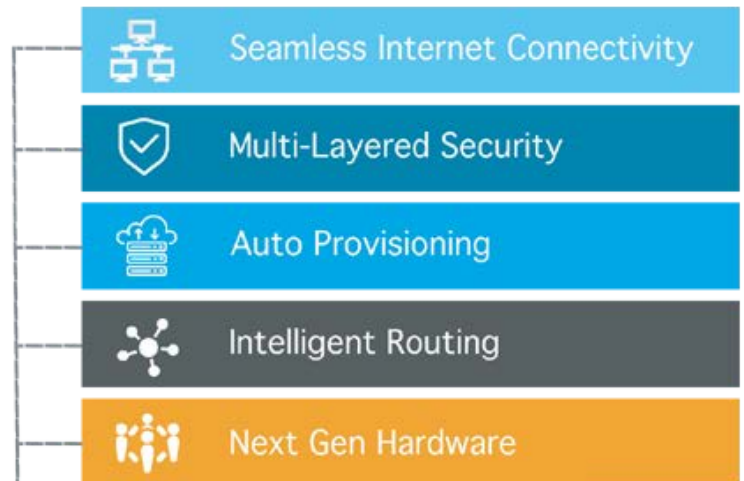 Seamless Internet Connectivity
Multi-Layered Security
Auto Provisioning
Intelligent Routing
Next Gen Hardware